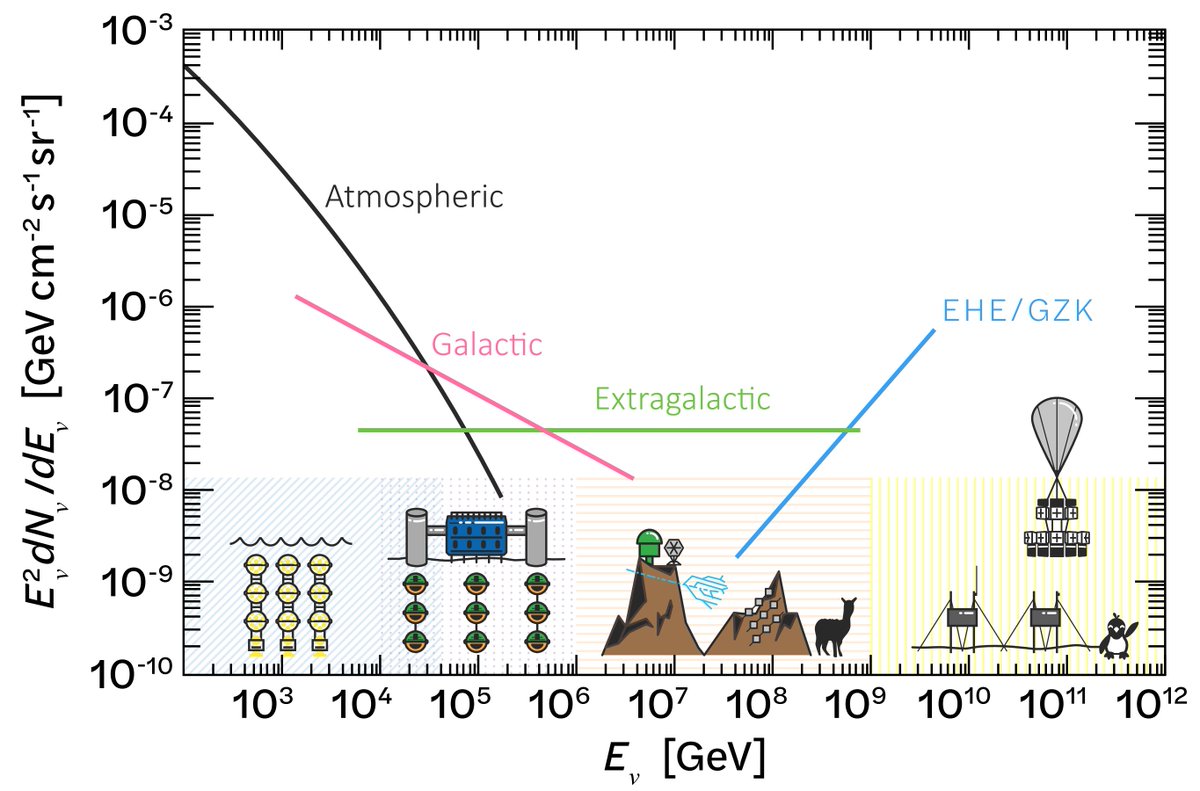 10⁻³
10⁻⁴
10⁻⁵
10⁻⁶
10⁻⁷
10⁻⁸
10⁻⁹
10⁻¹⁰
E²ᵥdNᵥ/dEᵥ [GeV cm⁻² s⁻¹ sr⁻¹]
Atmospheric
Galactic
Extragalactic
EHE/GZK
10³ 10⁴ 10⁵ 10⁶ 10⁷ 10⁸ 10⁹ 10¹⁰ 10¹¹ 10¹²
Eᵥ [GeV]